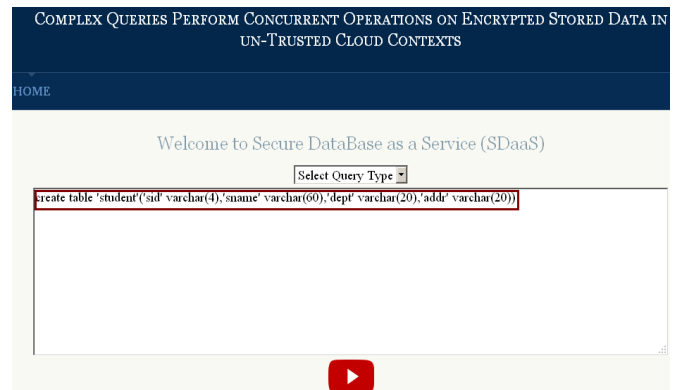 COMPLEX QUERIES PERFORM CONCURRENT OPERATIONS ON ENCRYPTED STORED DATA IN
UN-TRUSTED CLOUD CONTEXTS
HOME
Welcome to Secure DataBase as a Service (SDaaS)
Select Query Type
create table 'student'('sid' varchar(4),'sname' varchar(60),'dept' varchar(20),'addr' varchar(20))